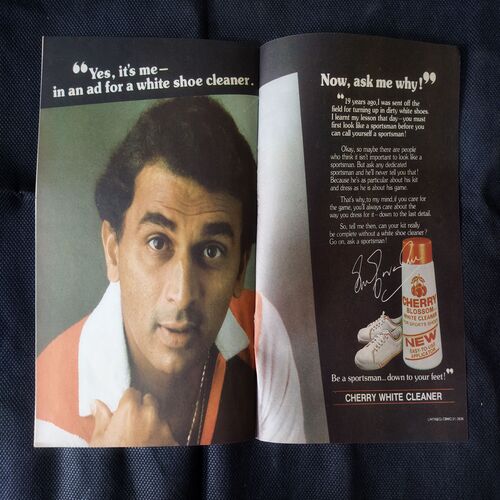 “Yes, it's me—
in an ad for a white shoe cleaner.
Now, ask me why!”
“19 years ago, I was sent off the
field for turning up in dirty white shoes.
I learnt my lesson that day—you must
first look like a sportsman before you
can call yourself a sportsman!
Okay, so maybe there are people
who think it isn't important to look like a
sportsman. But ask any dedicated
sportsman and he'll never tell you that!
Because he's as particular about his kit
and dress as he is about his game.
That's why, to my mind, if you care for
the game, you'll always care about the
way you dress for it–down to the last detail.
So, tell me then, can your kit really
be complete without a white shoe cleaner?
Go on, ask a sportsman!
CHERRY
BLOSSOM
WHITE CLEANER
FOR SPORTS SHOES
NEW
EASY-TO-USE
APPLICATOR
Be a sportsman...down to your feet!”
CHERRY WHITE CLEANER